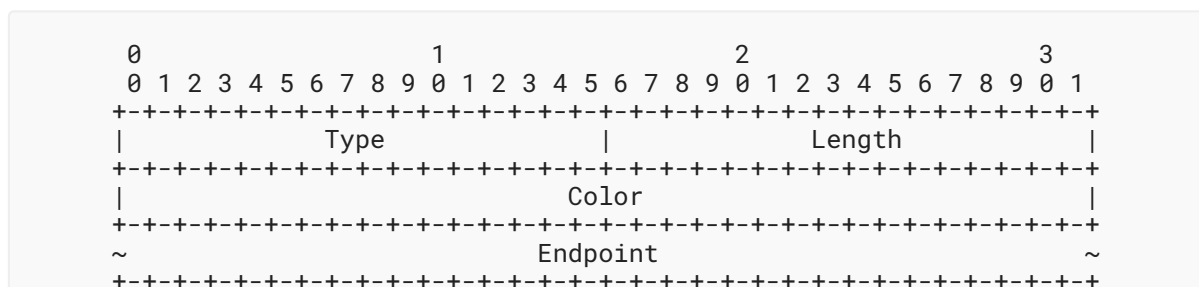 0                   1                   2                   3
 0 1 2 3 4 5 6 7 8 9 0 1 2 3 4 5 6 7 8 9 0 1 2 3 4 5 6 7 8 9 0 1
+-+-+-+-+-+-+-+-+-+-+-+-+-+-+-+-+-+-+-+-+-+-+-+-+-+-+-+-+-+-+-+-+
|             Type              |             Length            |
+-+-+-+-+-+-+-+-+-+-+-+-+-+-+-+-+-+-+-+-+-+-+-+-+-+-+-+-+-+-+-+-+
|                             Color                             |
+-+-+-+-+-+-+-+-+-+-+-+-+-+-+-+-+-+-+-+-+-+-+-+-+-+-+-+-+-+-+-+-+
~                           Endpoint                            ~
+-+-+-+-+-+-+-+-+-+-+-+-+-+-+-+-+-+-+-+-+-+-+-+-+-+-+-+-+-+-+-+-+